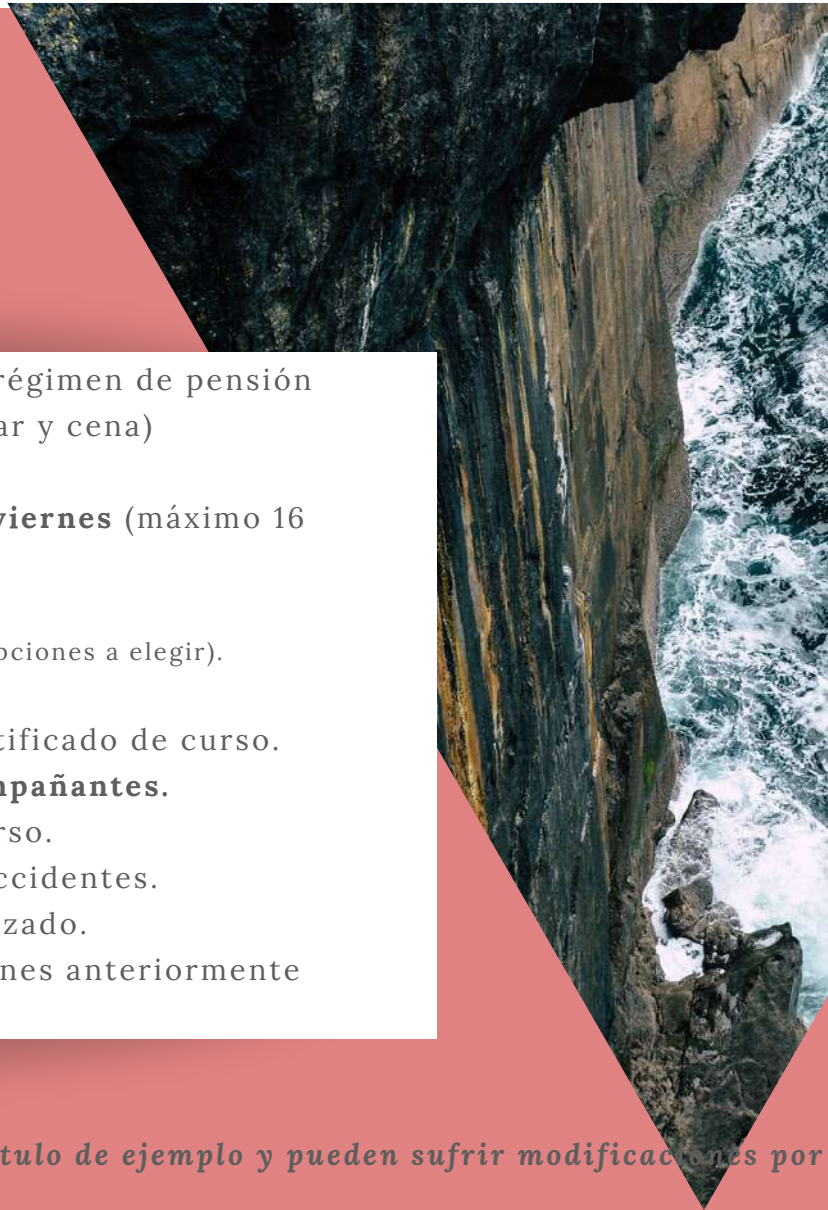 régimen de pensión
ar y cena)
viernes (máximo 16
pciones a elegir).
tificado de curso.
mpañantes.
rso.
ccidentes.
zado.
nes anteriormente
tulo de ejemplo y pueden sufrir modificaciones por